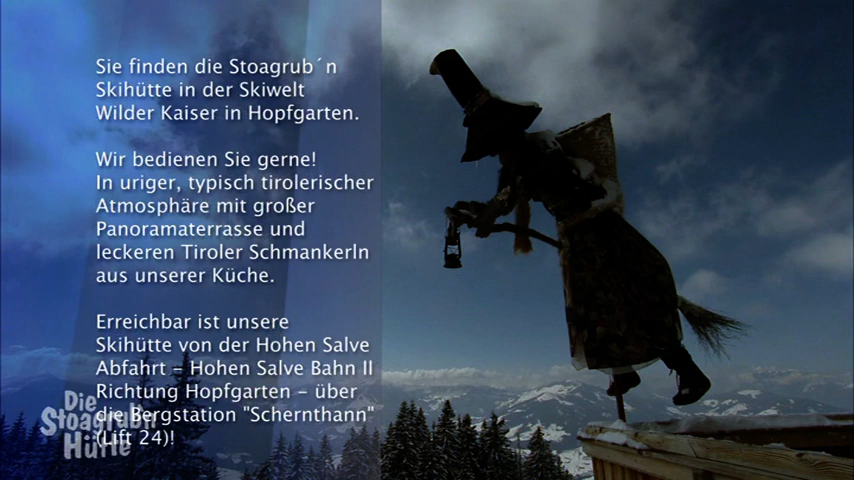 Sie finden die Stoagrub´n
Skihütte in der Skiwelt
Wilder Kaiser in Hopfgarten.
Wir bedienen Sie gerne!
In uriger, typisch tirolerischer
Atmosphäre mit großer
Panoramaterrasse und
leckeren Tiroler Schmankerln
aus unserer Küche.
Erreichbar ist unsere
Skihütte von der Hohen Salve
Abfahrt - Hohen Salve Bahn II
Richtung Hopfgarten - über
die Bergstation "Schernthann"
(Lift 24)!
Die
Stoagrubn
Hütte